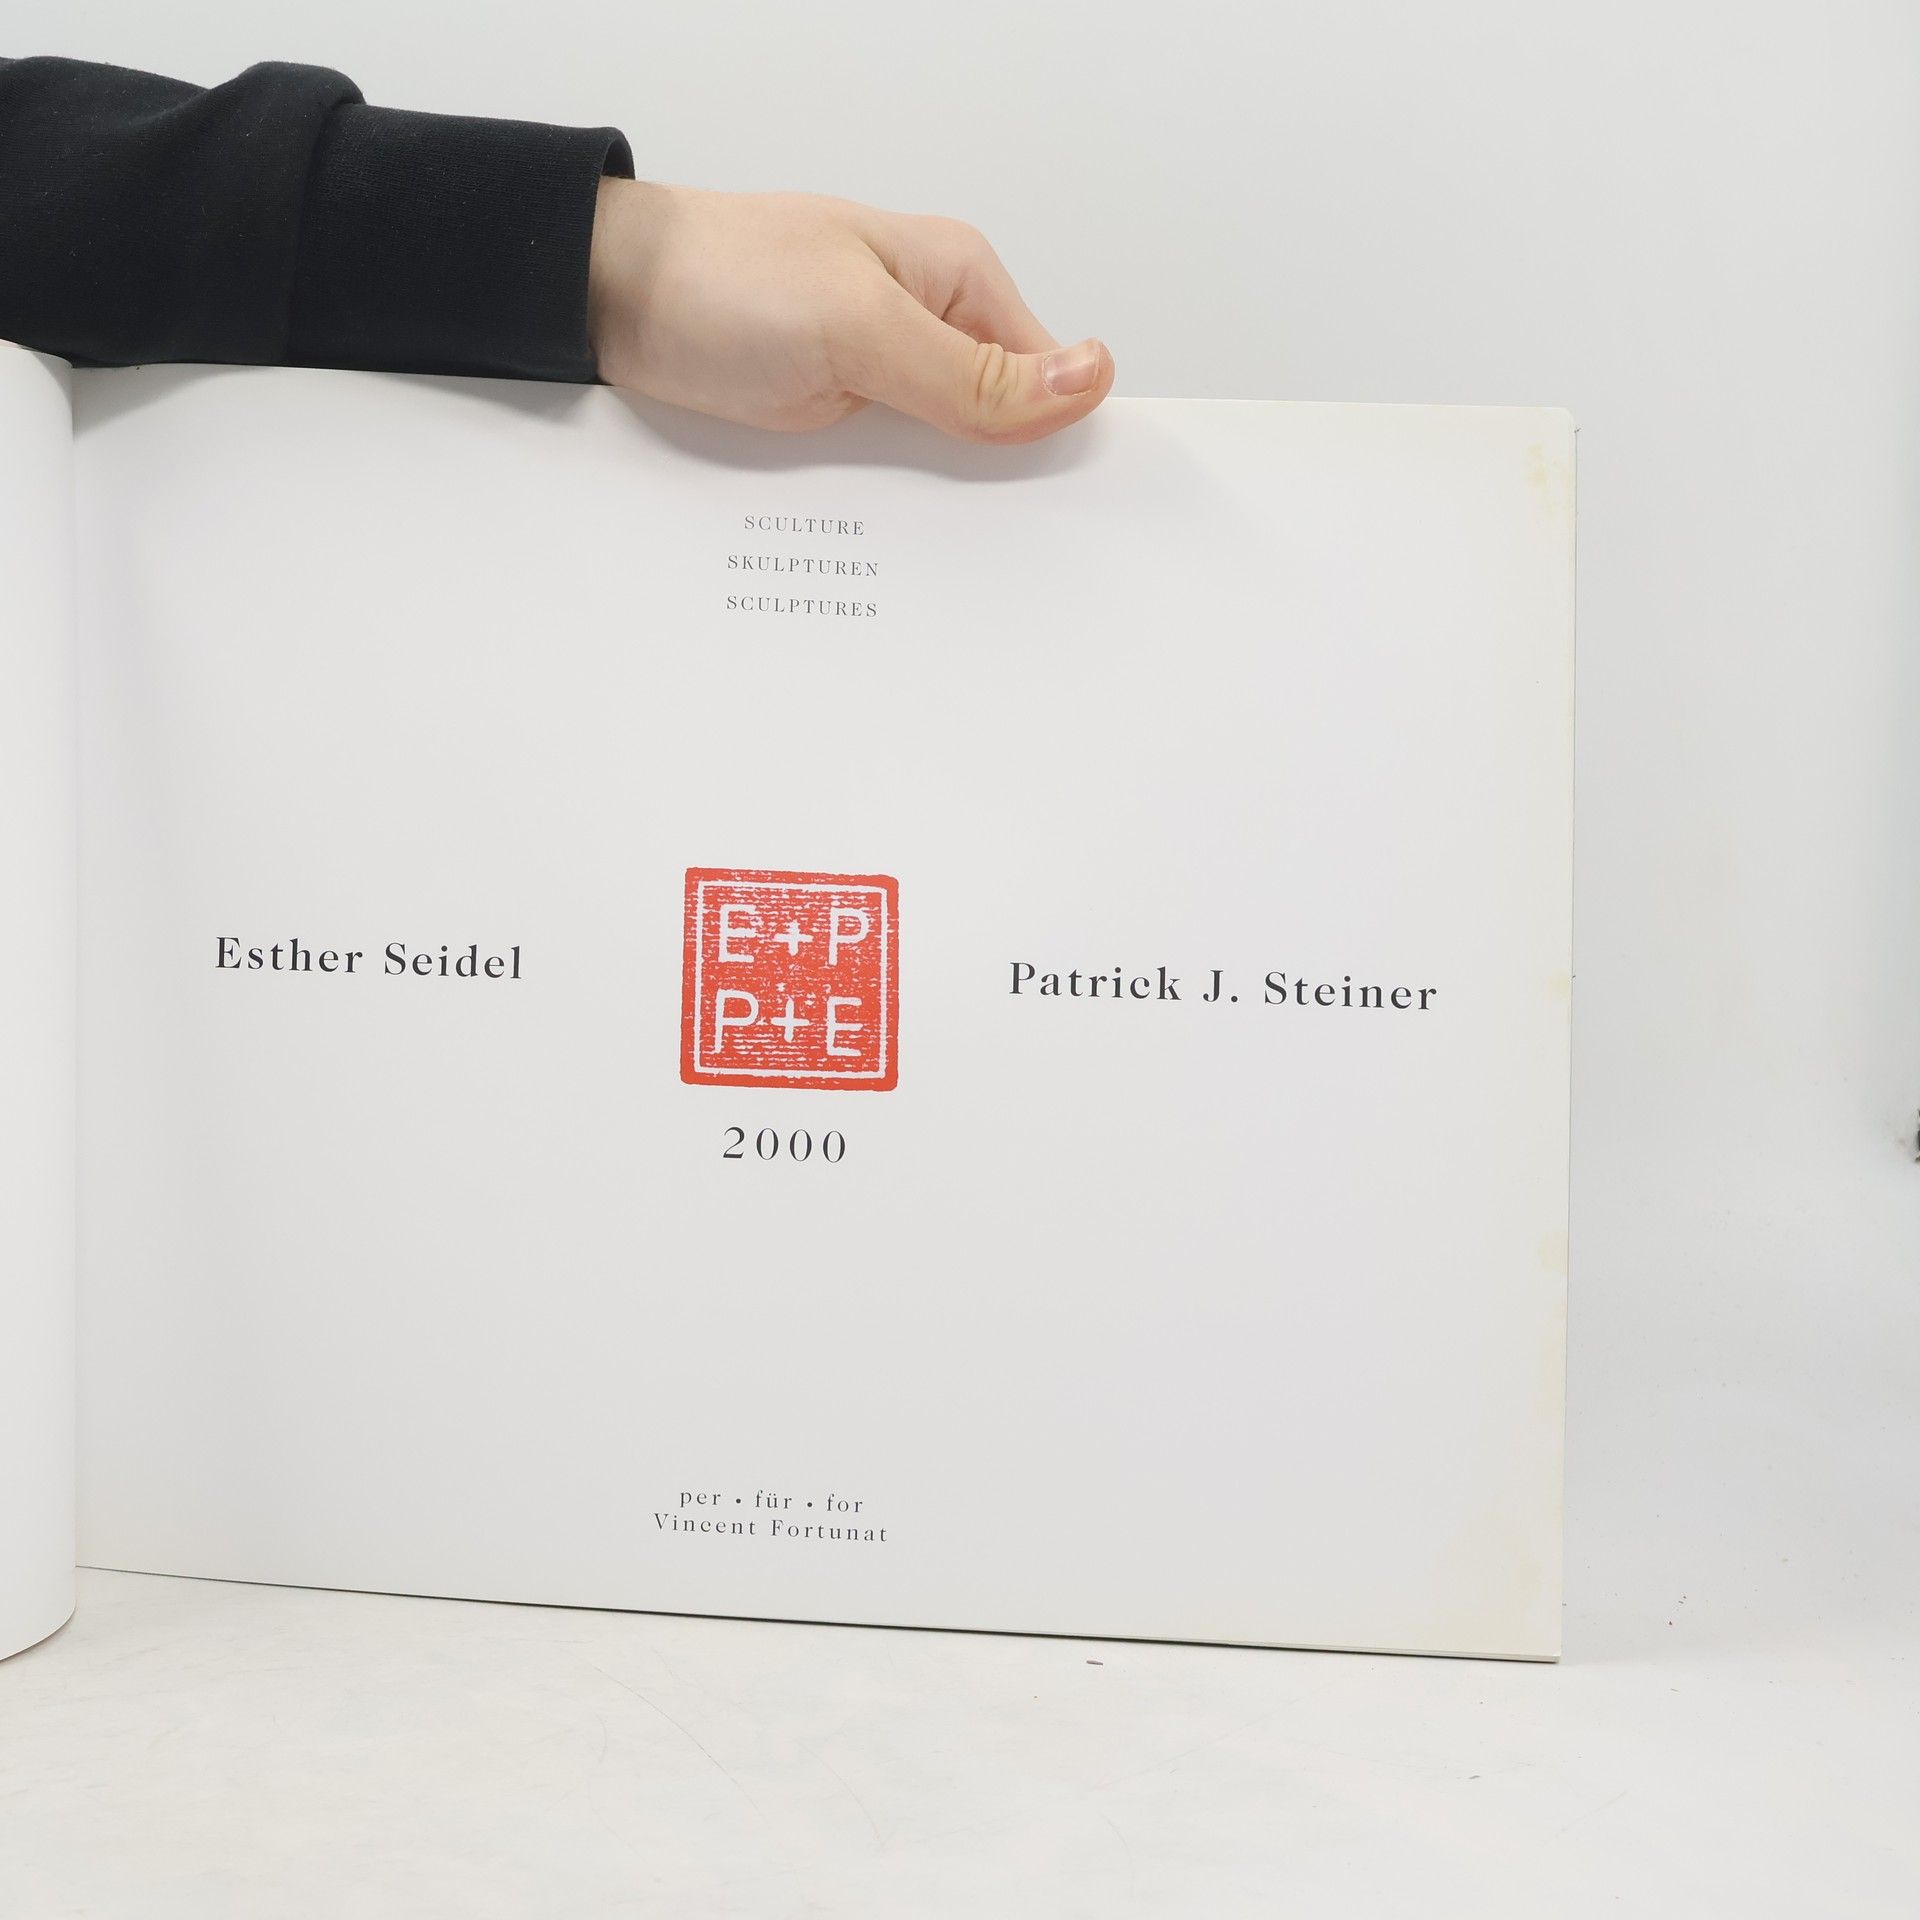 SCULTURE
SKULPTUREN
SCULPTURES
Esther Seidel
E+P
P+E
Patrick J. Steiner
2000
per • für • for
Vincent Fortunat